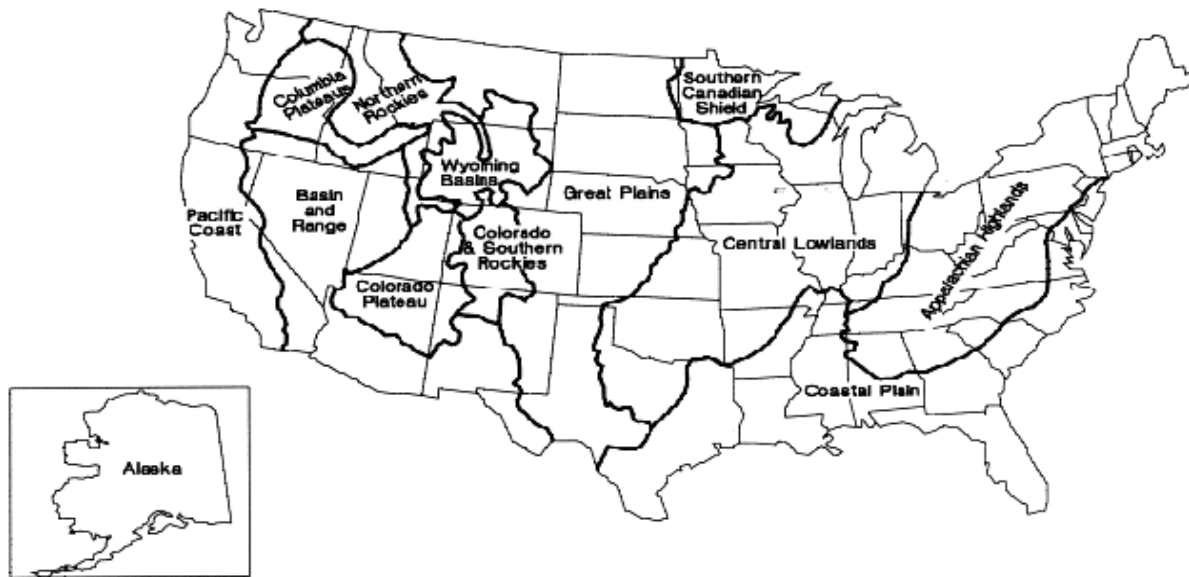 Southern
Canadian
Shield
Columbia
Plateaus
Northern
Rockies
Wyoming
Basins
Great Plains
Basin
and
Range
Pacific
Coast
Colorado
& Southern
Rockies
Central Lowlands
Appalachian Highlands
Colorado
Plateau
Coastal Plain
Alaska